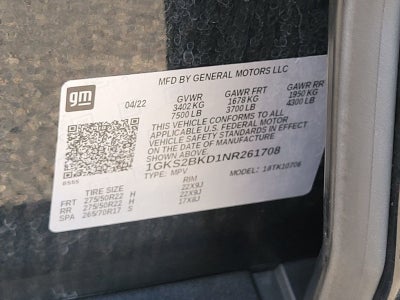 gm
MFD BY GENERAL MOTORS LLC
04/22 GVWR GAWR FRT GAWR RR
3402 KG 1678 KG 1950 KG
7500 LB 3700 LB 4300 LB
THIS VEHICLE CONFORMS TO ALL
APPLICABLE U.S. FEDERAL MOTOR
VEHICLE SAFETY STANDARDS IN EFFECT
ON THE DATE OF MANUFACTURE
SHOWN ABOVE
1GKS2BKD1NR261708
TYPE: MPV MODEL: 1STK10706
TIRE SIZE RIM
FRT 275/50R22 H 22X9J
RR 275/50R22 H 22X9J
SPA 265/70R17 S 17X8J